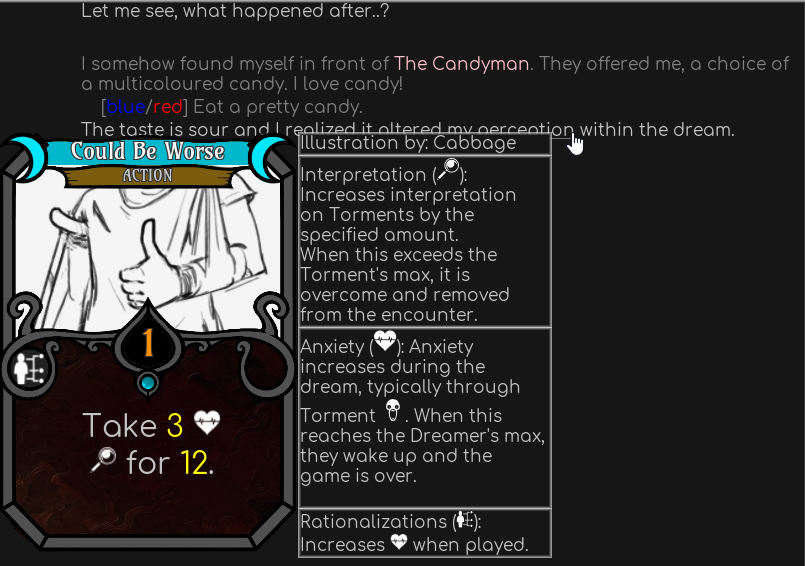 Let me see, what happened after..?
I somehow found myself in front of The Candyman. They offered me, a choice of
a multicoloured candy. I love candy!
[blue/red] Eat a pretty candy.
The taste is sour and I realized it altered my perception within the dream.
Could Be Worse
ACTION
1
Take 3
for 12.
Illustration by: Cabbage
Interpretation ( ):
Increases interpretation
on Torments by the
specified amount.
When this exceeds the
Torment's max, it is
overcome and removed
from the encounter.
Anxiety ( ): Anxiety
increases during the
dream, typically through
Torment . When this
reaches the Dreamer's max,
they wake up and the
game is over.
Rationalizations ( ):
Increases when played.